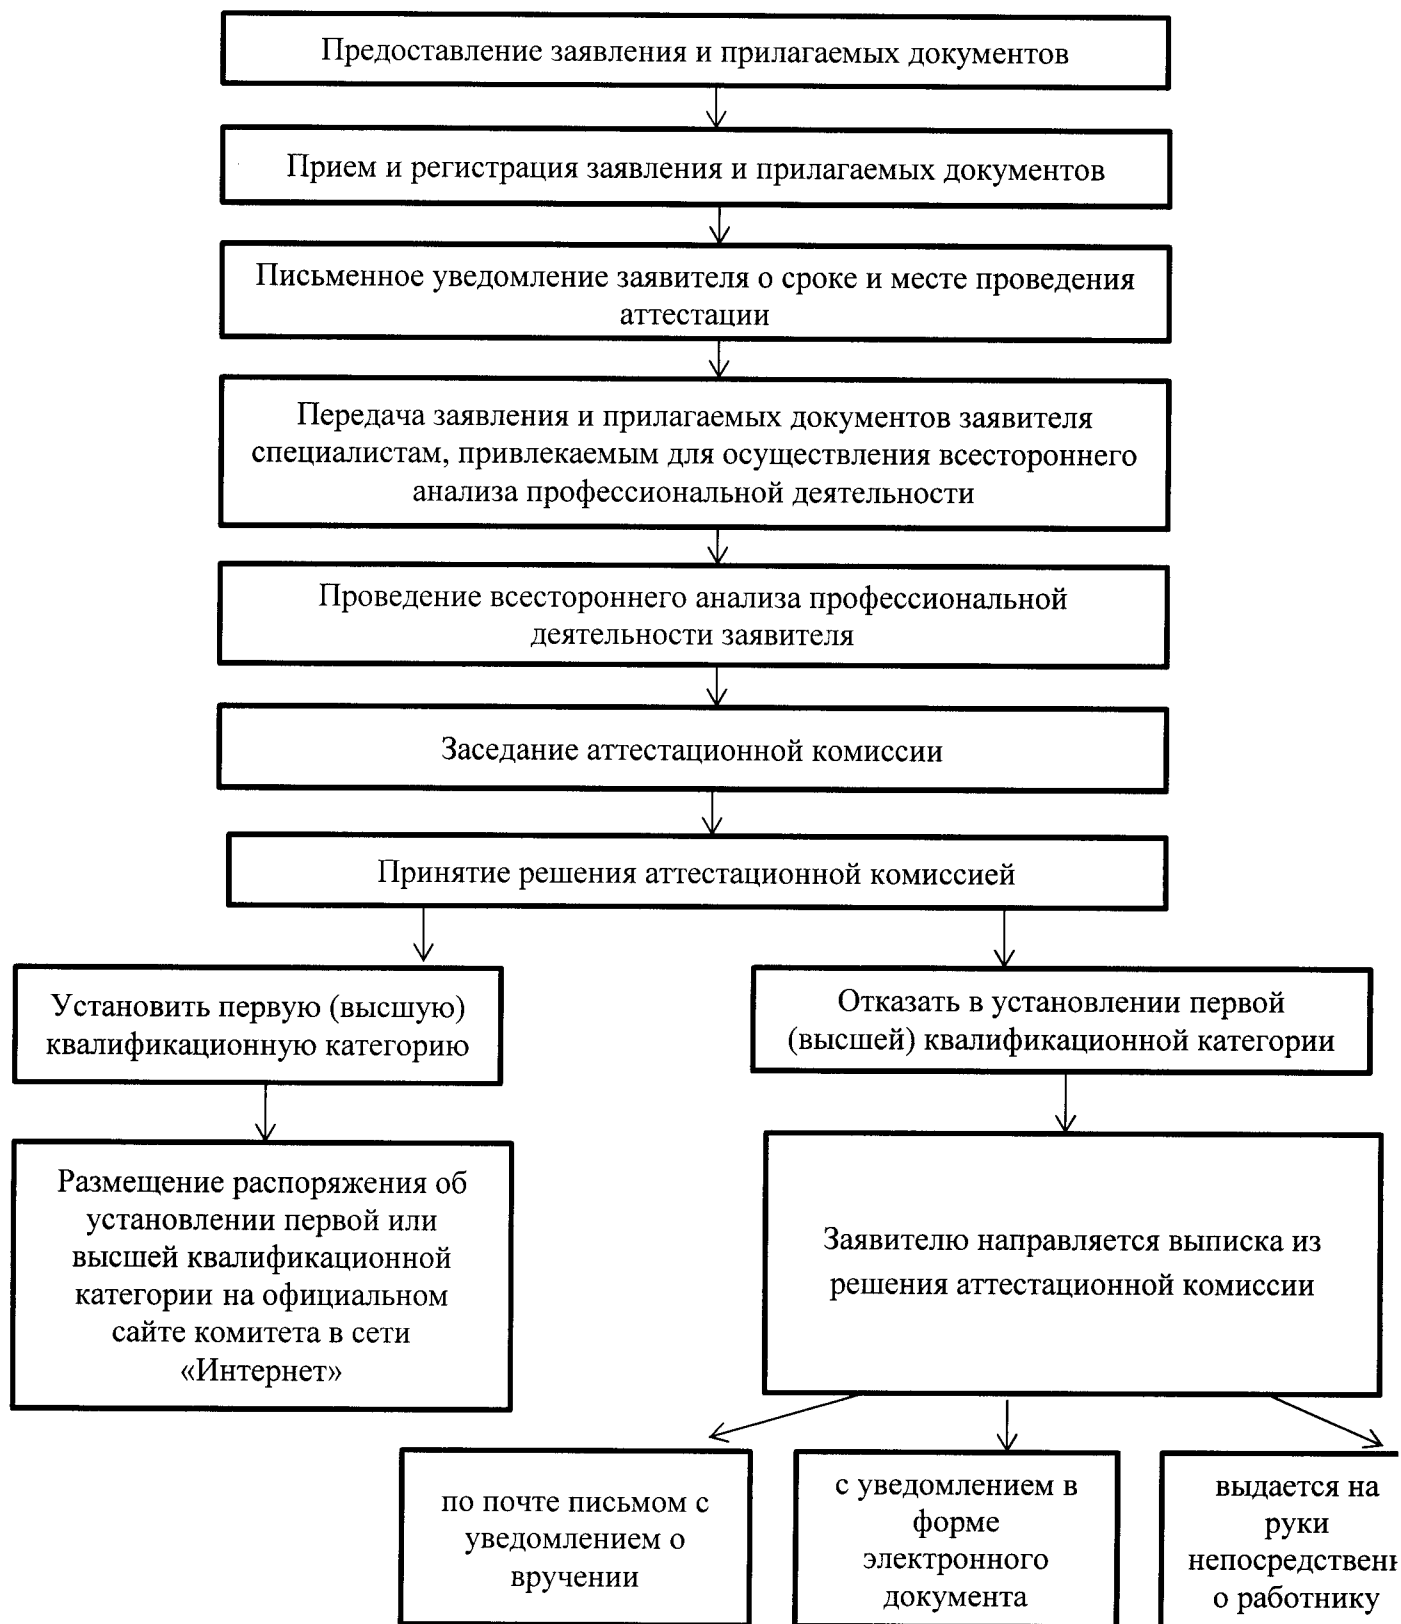 Предоставление заявления и прилагаемых документов
Прием и регистрация заявления и прилагаемых документов
Письменное уведомление заявителя о сроке и месте проведения
аттестации
Передача заявления и прилагаемых документов заявителя
специалистам, привлекаемым для осуществления всестороннего
анализа профессиональной деятельности
Проведение всестороннего анализа профессиональной
деятельности заявителя
Заседание аттестационной комиссии
Принятие решения аттестационной комиссией
Установить первую (высшую)
квалификационную категорию
Отказать в установлении первой
(высшей) квалификационной категории
Размещение распоряжения об
установлении первой или
высшей квалификационной
категории на официальном
сайте комитета в сети
«Интернет»
Заявителю направляется выписка из
решения аттестационной комиссии
по почте письмом с
уведомлением о
вручении
с уведомлением в
форме
электронного
документа
выдается на
руки
непосредственн
о работнику